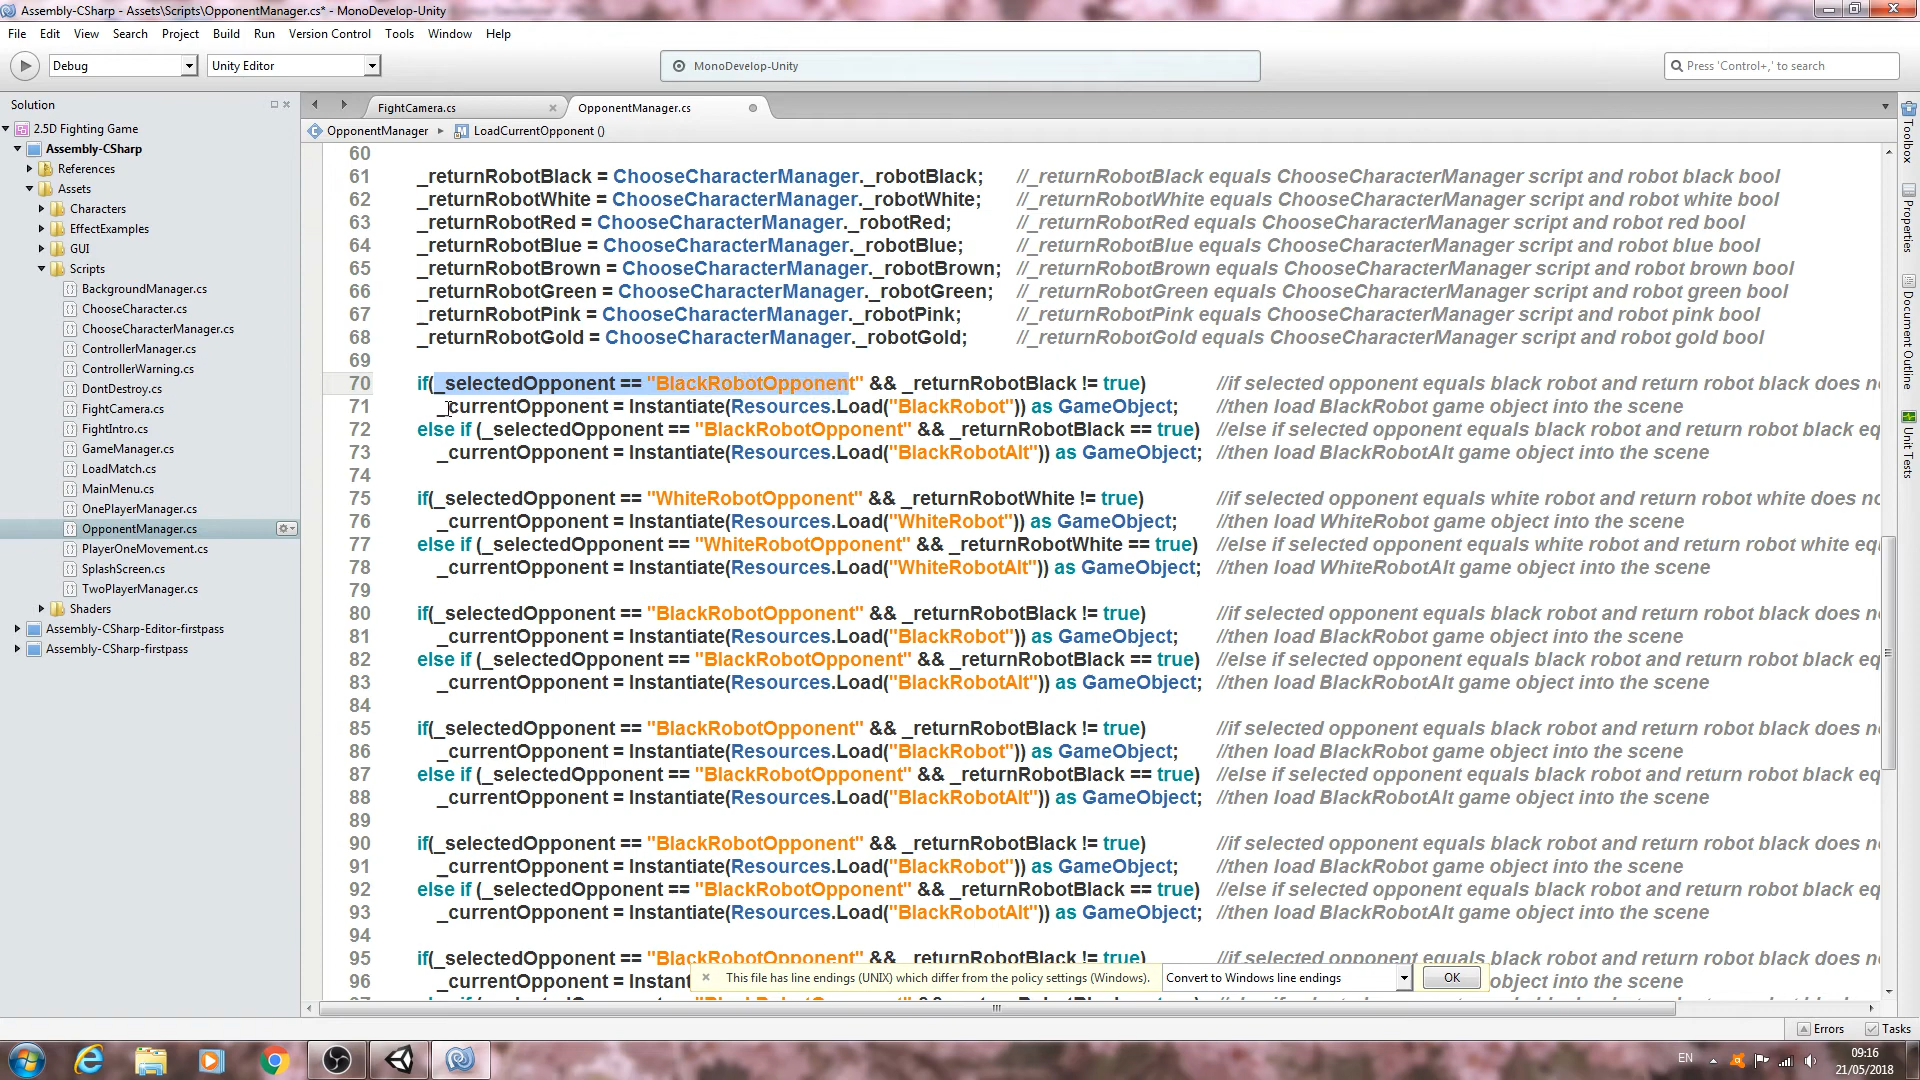 Assembly-CSharp - Assets\Scripts\OpponentManager.cs* - MonoDevelop-Unity
File Edit View Search Project Build Run Version Control Tools Window Help
Debug
Unity Editor
MonoDevelop-Unity
Press 'Control+,' to search
Solution
FightCamera.cs
OpponentManager.cs
OpponentManager
LoadCurrentOpponent ()
2.5D Fighting Game
Assembly-CSharp
References
Assets
Characters
EffectExamples
GUI
Scripts
BackgroundManager.cs
ChooseCharacter.cs
ChooseCharacterManager.cs
ControllerManager.cs
ControllerWarning.cs
DontDestroy.cs
FightCamera.cs
FightIntro.cs
GameManager.cs
LoadMatch.cs
MainMenu.cs
OnePlayerManager.cs
OpponentManager.cs
PlayerOneMovement.cs
SplashScreen.cs
TwoPlayerManager.cs
Shaders
Assembly-CSharp-Editor-firstpass
Assembly-CSharp-firstpass
60
61 _returnRobotBlack = ChooseCharacterManager._robotBlack; //_returnRobotBlack equals ChooseCharacterManager script and robot black bool
62 _returnRobotWhite = ChooseCharacterManager._robotWhite; //_returnRobotWhite equals ChooseCharacterManager script and robot white bool
63 _returnRobotRed = ChooseCharacterManager._robotRed; //_returnRobotRed equals ChooseCharacterManager script and robot red bool
64 _returnRobotBlue = ChooseCharacterManager._robotBlue; //_returnRobotBlue equals ChooseCharacterManager script and robot blue bool
65 _returnRobotBrown = ChooseCharacterManager._robotBrown; //_returnRobotBrown equals ChooseCharacterManager script and robot brown bool
66 _returnRobotGreen = ChooseCharacterManager._robotGreen; //_returnRobotGreen equals ChooseCharacterManager script and robot green bool
67 _returnRobotPink = ChooseCharacterManager._robotPink; //_returnRobotPink equals ChooseCharacterManager script and robot pink bool
68 _returnRobotGold = ChooseCharacterManager._robotGold; //_returnRobotGold equals ChooseCharacterManager script and robot gold bool
69
70 if(_selectedOpponent == "BlackRobotOpponent" && _returnRobotBlack != true) //if selected opponent equals black robot and return robot black does
71 _currentOpponent = Instantiate(Resources.Load("BlackRobot")) as GameObject; //then load BlackRobot game object into the scene
72 else if (_selectedOpponent == "BlackRobotOpponent" && _returnRobotBlack == true) //else if selected opponent equals black robot and return robot black
73 _currentOpponent = Instantiate(Resources.Load("BlackRobotAlt")) as GameObject; //then load BlackRobotAlt game object into the scene
74
75 if(_selectedOpponent == "WhiteRobotOpponent" && _returnRobotWhite != true) //if selected opponent equals white robot and return robot white does
76 _currentOpponent = Instantiate(Resources.Load("WhiteRobot")) as GameObject; //then load WhiteRobot game object into the scene
77 else if (_selectedOpponent == "WhiteRobotOpponent" && _returnRobotWhite == true) //else if selected opponent equals white robot and return robot white
78 _currentOpponent = Instantiate(Resources.Load("WhiteRobotAlt")) as GameObject; //then load WhiteRobotAlt game object into the scene
79
80 if(_selectedOpponent == "BlackRobotOpponent" && _returnRobotBlack != true) //if selected opponent equals black robot and return robot black does
81 _currentOpponent = Instantiate(Resources.Load("BlackRobot")) as GameObject; //then load BlackRobot game object into the scene
82 else if (_selectedOpponent == "BlackRobotOpponent" && _returnRobotBlack == true) //else if selected opponent equals black robot and return robot black
83 _currentOpponent = Instantiate(Resources.Load("BlackRobotAlt")) as GameObject; //then load BlackRobotAlt game object into the scene
84
85 if(_selectedOpponent == "BlackRobotOpponent" && _returnRobotBlack != true) //if selected opponent equals black robot and return robot black does
86 _currentOpponent = Instantiate(Resources.Load("BlackRobot")) as GameObject; //then load BlackRobot game object into the scene
87 else if (_selectedOpponent == "BlackRobotOpponent" && _returnRobotBlack == true) //else if selected opponent equals black robot and return robot black
88 _currentOpponent = Instantiate(Resources.Load("BlackRobotAlt")) as GameObject; //then load BlackRobotAlt game object into the scene
89
90 if(_selectedOpponent == "BlackRobotOpponent" && _returnRobotBlack != true) //if selected opponent equals black robot and return robot black does
91 _currentOpponent = Instantiate(Resources.Load("BlackRobot")) as GameObject; //then load BlackRobot game object into the scene
92 else if (_selectedOpponent == "BlackRobotOpponent" && _returnRobotBlack == true) //else if selected opponent equals black robot and return robot black
93 _currentOpponent = Instantiate(Resources.Load("BlackRobotAlt")) as GameObject; //then load BlackRobotAlt game object into the scene
94
95 if(_selectedOpponent == "BlackRobotOpponent" && _returnRobotBlack != true) //if selected opponent equals black robot and return robot black does
96 _currentOpponent = object into the scene
This file has line endings (UNIX) which differ from the policy settings (Windows).
Convert to Windows line endings
OK
Toolbox
Properties
Document Outline
Unit Tests
Errors
Tasks
EN
09:16
21/05/2018